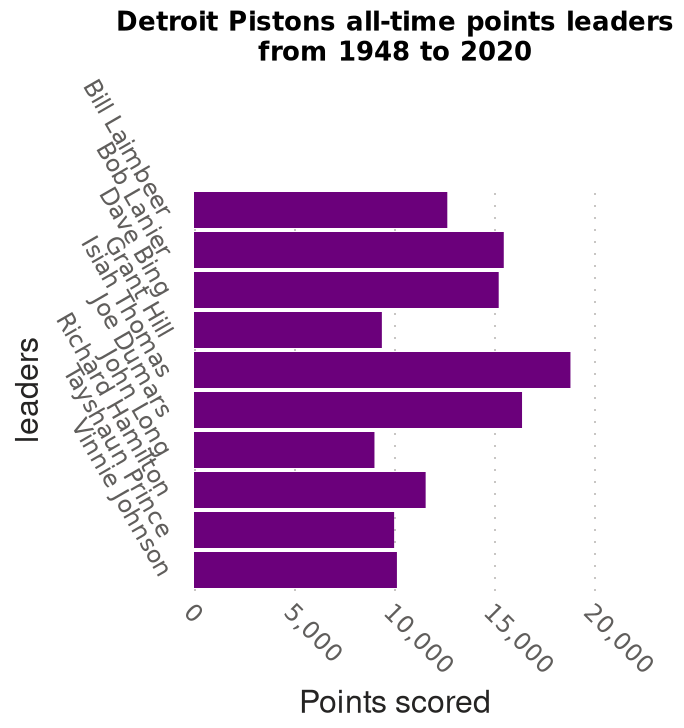 Detroit Pistons all-time points leaders
from 1948 to 2020
Bill Laimbeer
Bob Lanier
Dave Bing
Grant Hill
Isiah Thomas
Joe Dumars
John Long
Richard Hamilton
Tayshaun Prince
Vinnie Johnson
leaders
0
5,000
10,000
15,000
20,000
Points scored